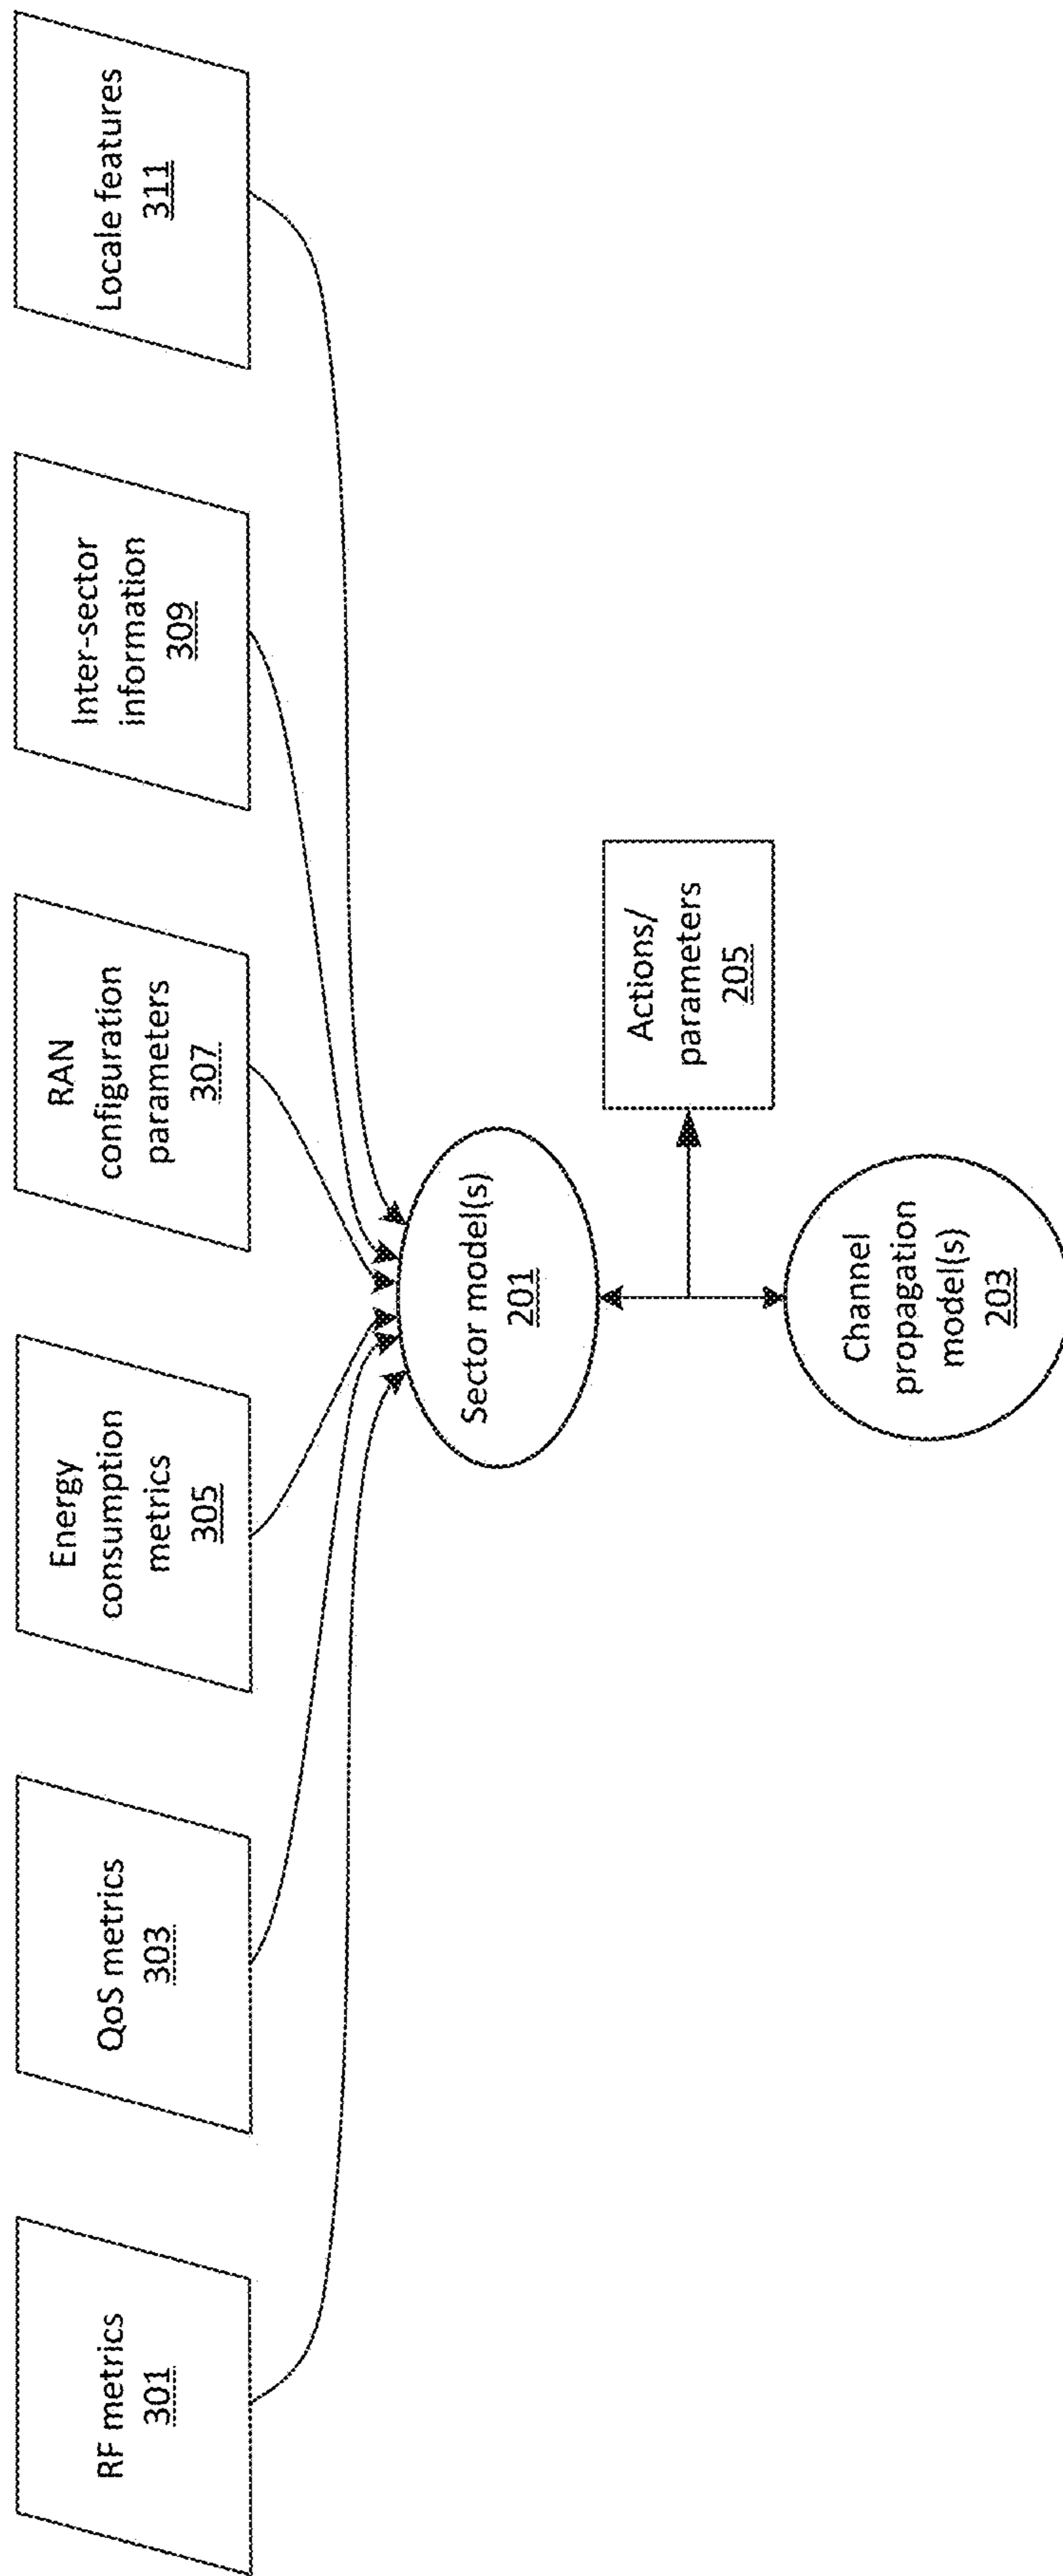 RF metrics
301
QoS metrics
303
Energy
consumption
metrics
305
RAN
configuration
parameters
307
Inter-sector
information
309
Locale features
311
Sector model(s)
201
Actions/
parameters
205
Channel
propagation
model(s)
203